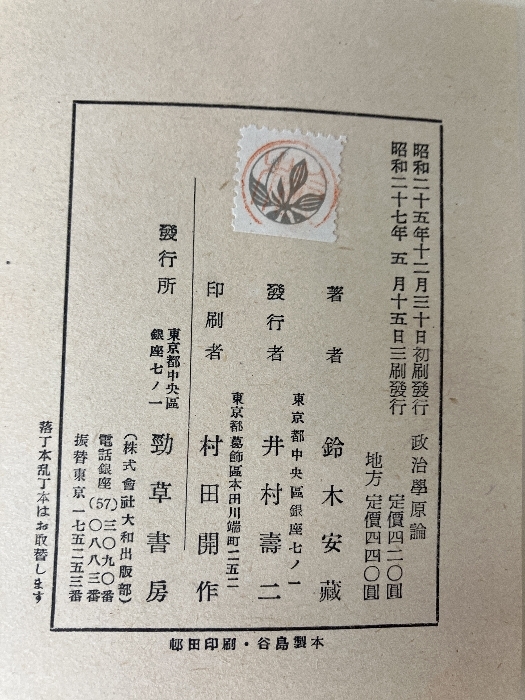 昭和二十五年十二月三十日初刷發行
昭和二十七年 五 月十五日三刷發行
政治學原論
定價四二〇圓
地方 定價四四〇圓
著者 鈴木安藏
東京都中央區銀座七ノ一
發行者 井村壽二
東京都葛飾區本田川端町二五二
印刷者 村田開作
發行所
東京都中央區
銀座七ノ一
勁草書房
(株式會社大和出版部)
電話銀座(57)三〇九〇番
〇八八三番
振替東京一七五二五三番
落丁本乱丁本はお取替します
邨田印刷・谷島製本